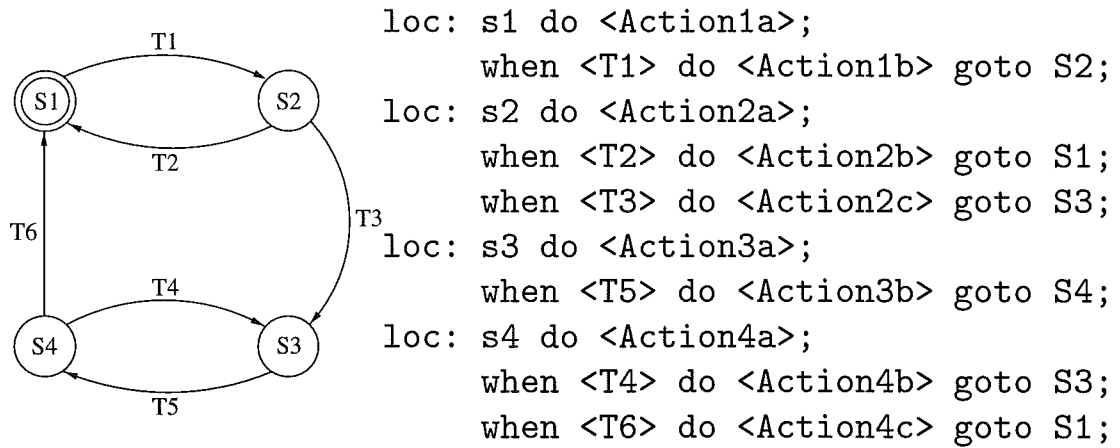 T1
S1
S2
T2
T3
T6
T4
S4
S3
T5
loc: s1 do <Action1a>;
when <T1> do <Action1b> goto S2;
loc: s2 do <Action2a>;
when <T2> do <Action2b> goto S1;
when <T3> do <Action2c> goto S3;
loc: s3 do <Action3a>;
when <T5> do <Action3b> goto S4;
loc: s4 do <Action4a>;
when <T4> do <Action4b> goto S3;
when <T6> do <Action4c> goto S1;